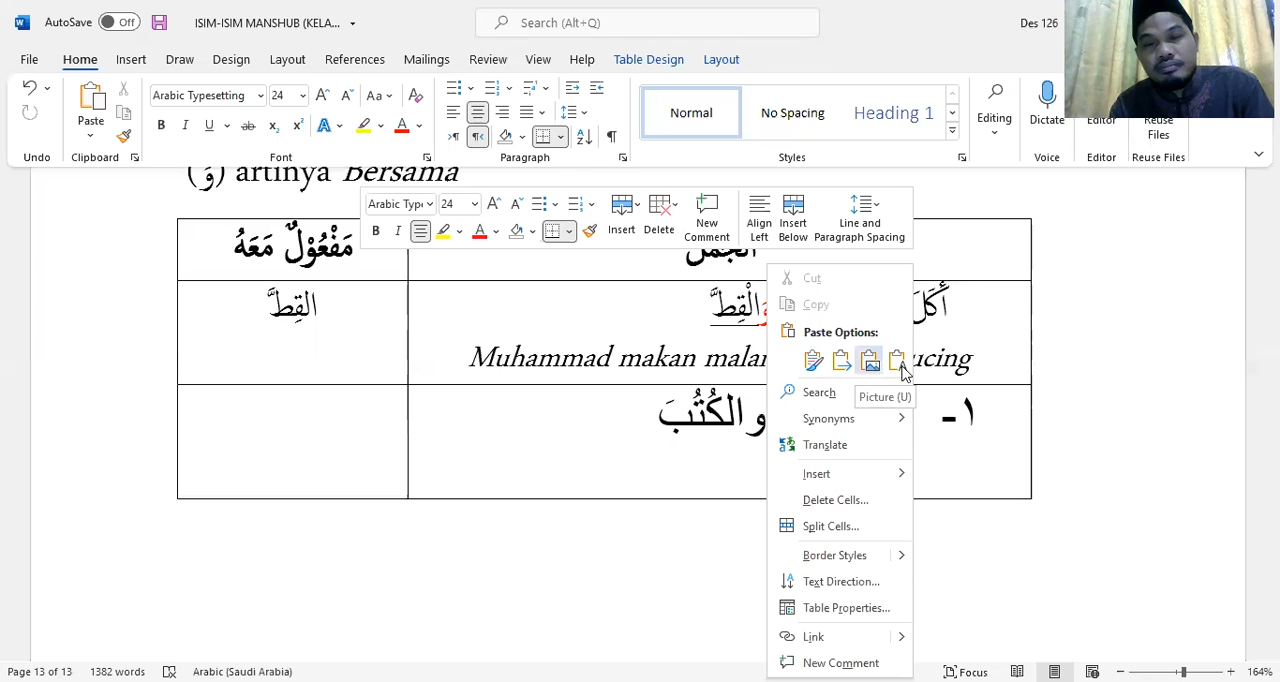 AutoSave Off ISIM-ISIM MANSHUB (KELA... Search (Alt+Q) Des 126
File Home Insert Draw Design Layout References Mailings Review View Help Table Design Layout
Paste Arabic Typesetting 24 Aa Normal No Spacing Heading 1 Editing Dictate Editor Reuse Files
Undo Clipboard Font Paragraph Styles Voice Editor Reuse Files
(وَ) artinya Bersama
Arabic Type 24 Insert Delete New Comment Align Left Insert Below Line and Paragraph Spacing
مَفْعُوْلٌ مَعَهُ
أَكَلَ
وَالْقِطَّ
القِطَّ
Muhammad makan malam
١-
و الكُتُبَ
Cut
Copy
Paste Options:
Picture (U)
Search
Synonyms
Translate
Insert
Delete Cells...
Split Cells...
Border Styles
Text Direction...
Table Properties...
Link
New Comment
Page 13 of 13 1382 words Arabic (Saudi Arabia) Focus 164%